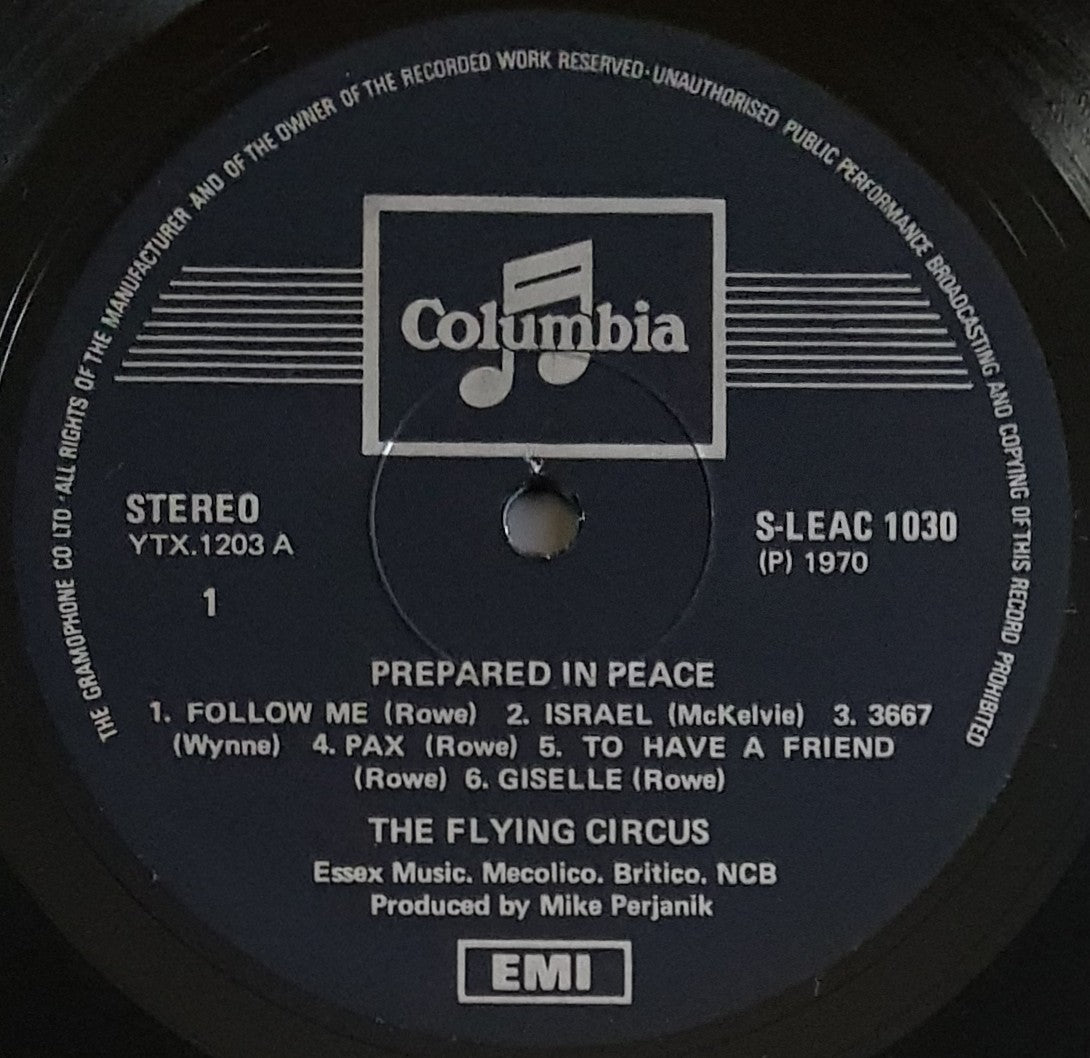 THE GRAMOPHONE CO LTD · ALL RIGHTS OF THE MANUFACTURER AND OF THE OWNER OF THE RECORDED WORK RESERVED · UNAUTHORISED PUBLIC PERFORMANCE BROADCASTING AND COPYING OF THIS RECORD PROHIBITED
Columbia
STEREO
YTX.1203 A
1
S-LEAC 1030
(P) 1970
PREPARED IN PEACE
1. FOLLOW ME (Rowe) 2. ISRAEL (McKelvie) 3. 3667
(Wynne) 4. PAX (Rowe) 5. TO HAVE A FRIEND
(Rowe) 6. GISELLE (Rowe)
THE FLYING CIRCUS
Essex Music. Mecolico. Britico. NCB
Produced by Mike Perjanik
EMI